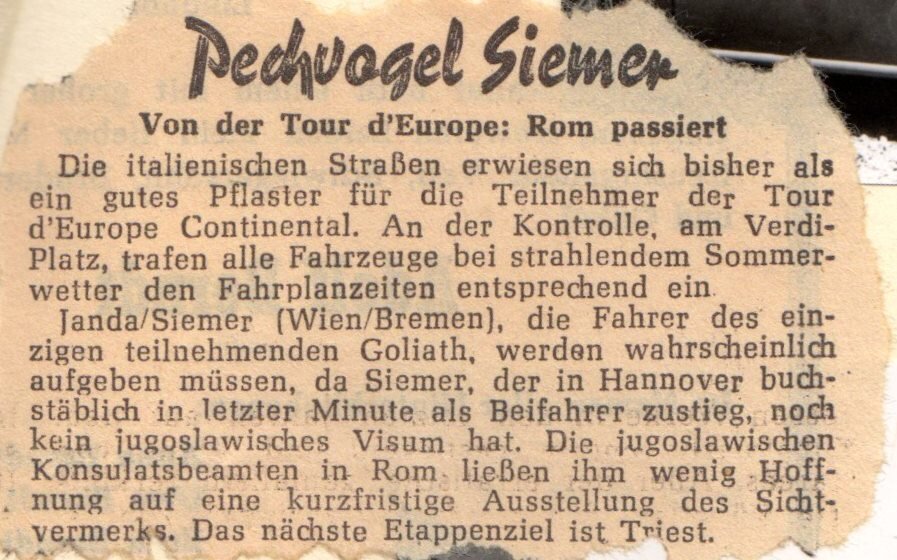 Pechvogel Siemer
Von der Tour d'Europe: Rom passiert
Die italienischen Straßen erwiesen sich bisher als
ein gutes Pflaster für die Teilnehmer der Tour
d'Europe Continental. An der Kontrolle, am Verdi-
Platz, trafen alle Fahrzeuge bei strahlendem Sommer-
wetter den Fahrplanzeiten entsprechend ein.
Janda/Siemer (Wien/Bremen), die Fahrer des ein-
zigen teilnehmenden Goliath, werden wahrscheinlich
aufgeben müssen, da Siemer, der in Hannover buch-
stäblich in letzter Minute als Beifahrer zustieg, noch
kein jugoslawisches Visum hat. Die jugoslawischen
Konsulatsbeamten in Rom ließen ihm wenig Hoff-
nung auf eine kurzfristige Ausstellung des Sicht-
vermerks. Das nächste Etappenziel ist Triest.